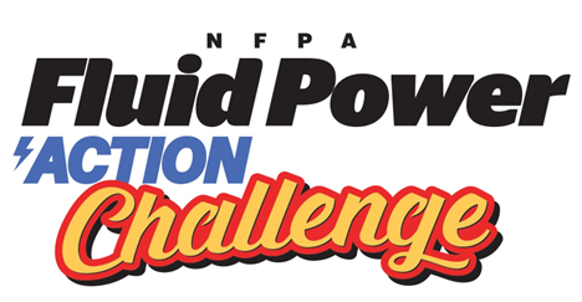 NFPA
Fluid Power
ACTION
Challenge